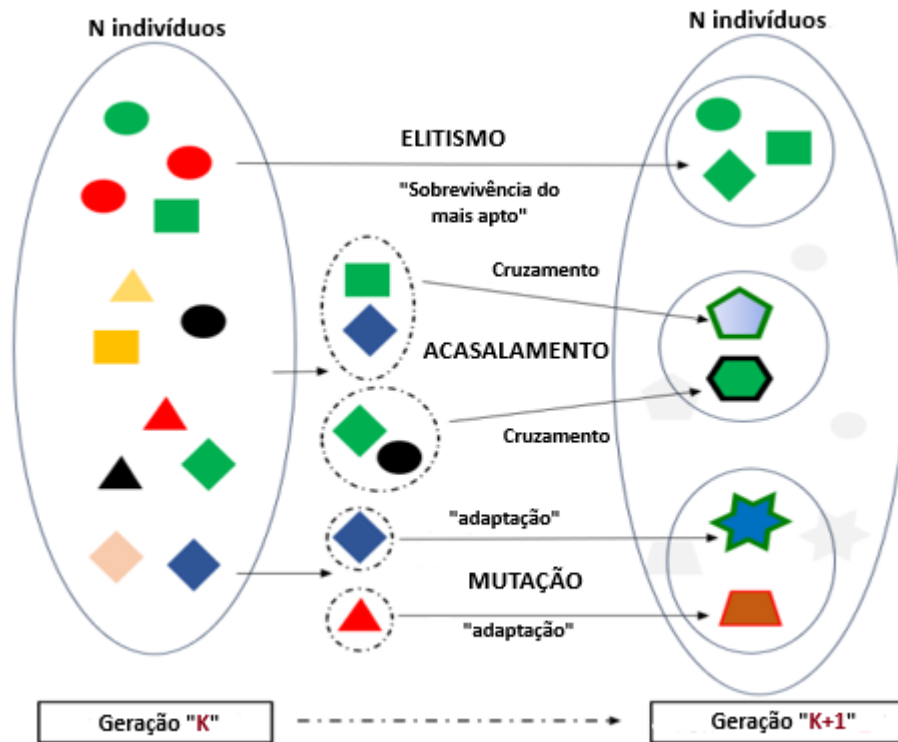 N indivíduos
N indivíduos
ELITISMO
"Sobrevivência do
mais apto"
Cruzamento
ACASALAMENTO
Cruzamento
"adaptação"
MUTAÇÃO
"adaptação"
Geração "K"
Geração "K+1"